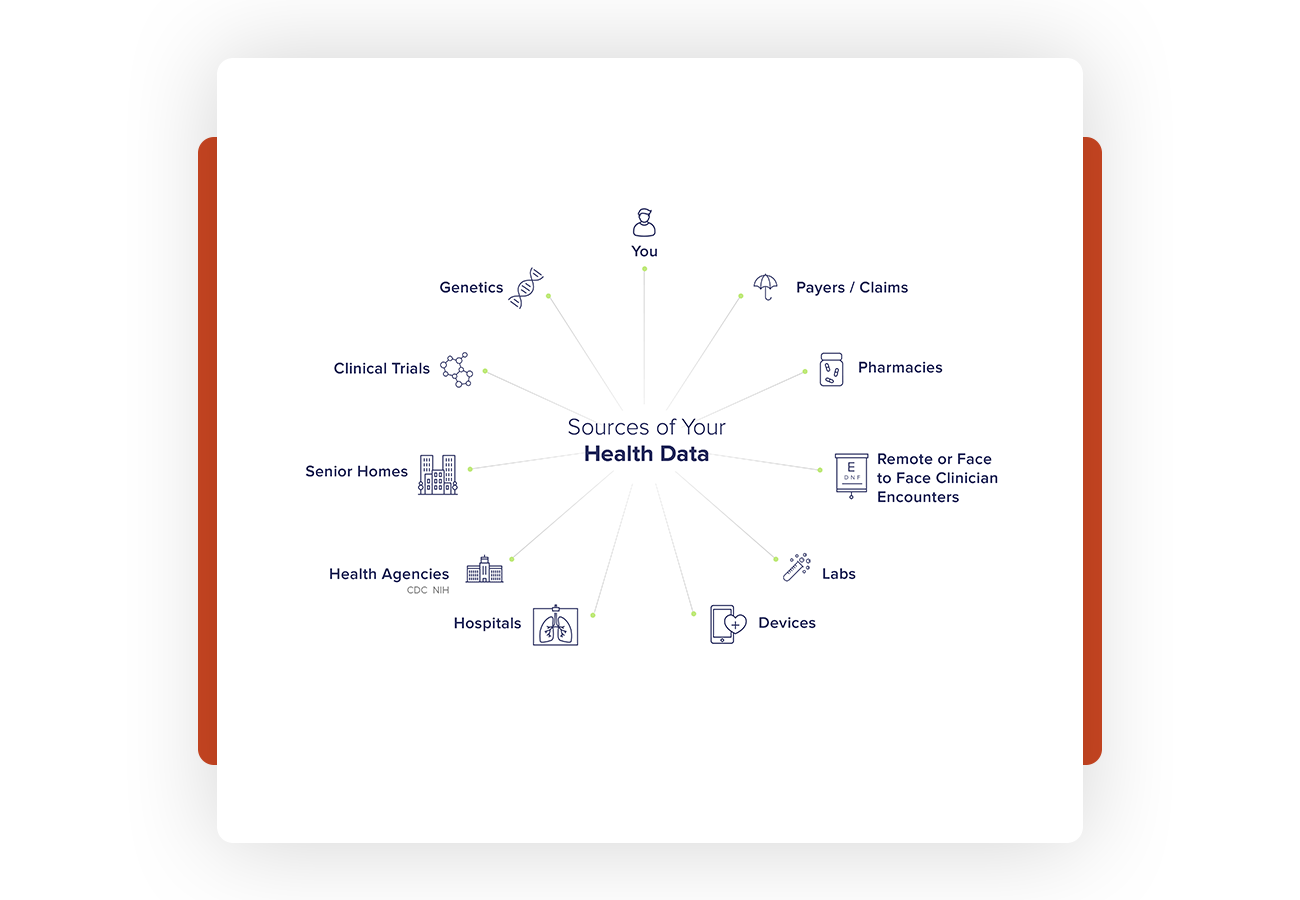 You
Genetics
Payers / Claims
Clinical Trials
Pharmacies
Sources of Your
Health Data
Senior Homes
E
DNF
Remote or Face
to Face Clinician
Encounters
Health Agencies
CDC NIH
Labs
Hospitals
Devices